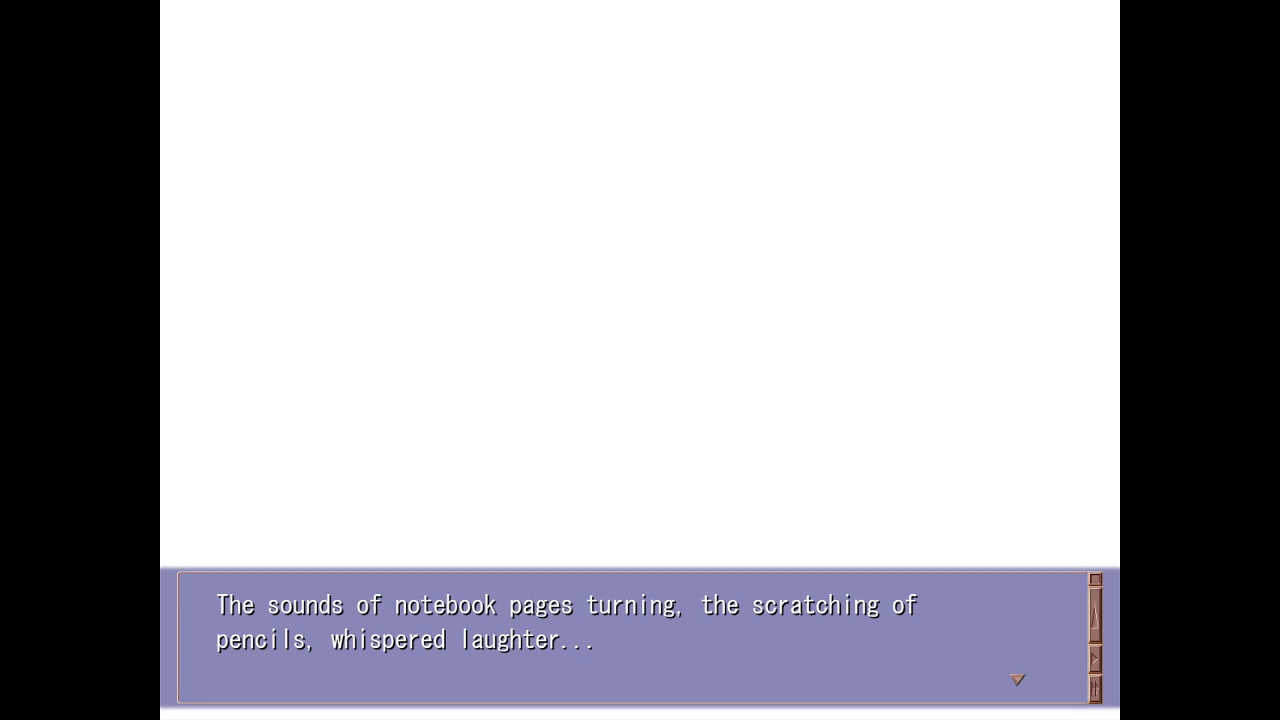 The sounds of notebook pages turning, the scratching of
pencils, whispered laughter...